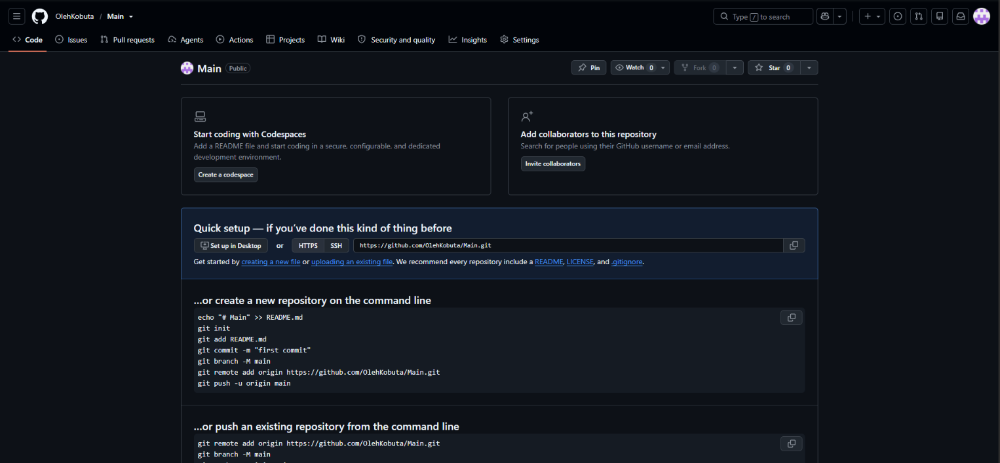 OlehKobuta / Main
Type / to search
Code Issues Pull requests Agents Actions Projects Wiki Security and quality Insights Settings
Main Public
Pin Watch 0 Fork 0 Star 0
Start coding with Codespaces
Add a README file and start coding in a secure, configurable, and dedicated
development environment.
Create a codespace
Add collaborators to this repository
Search for people using their GitHub username or email address.
Invite collaborators
Quick setup — if you’ve done this kind of thing before
Set up in Desktop or HTTPS SSH https://github.com/OlehKobuta/Main.git
Get started by creating a new file or uploading an existing file. We recommend every repository include a README, LICENSE, and .gitignore.
…or create a new repository on the command line
echo "# Main" >> README.md
git init
git add README.md
git commit -m "first commit"
git branch -M main
git remote add origin https://github.com/OlehKobuta/Main.git
git push -u origin main
…or push an existing repository from the command line
git remote add origin https://github.com/OlehKobuta/Main.git
git branch -M main